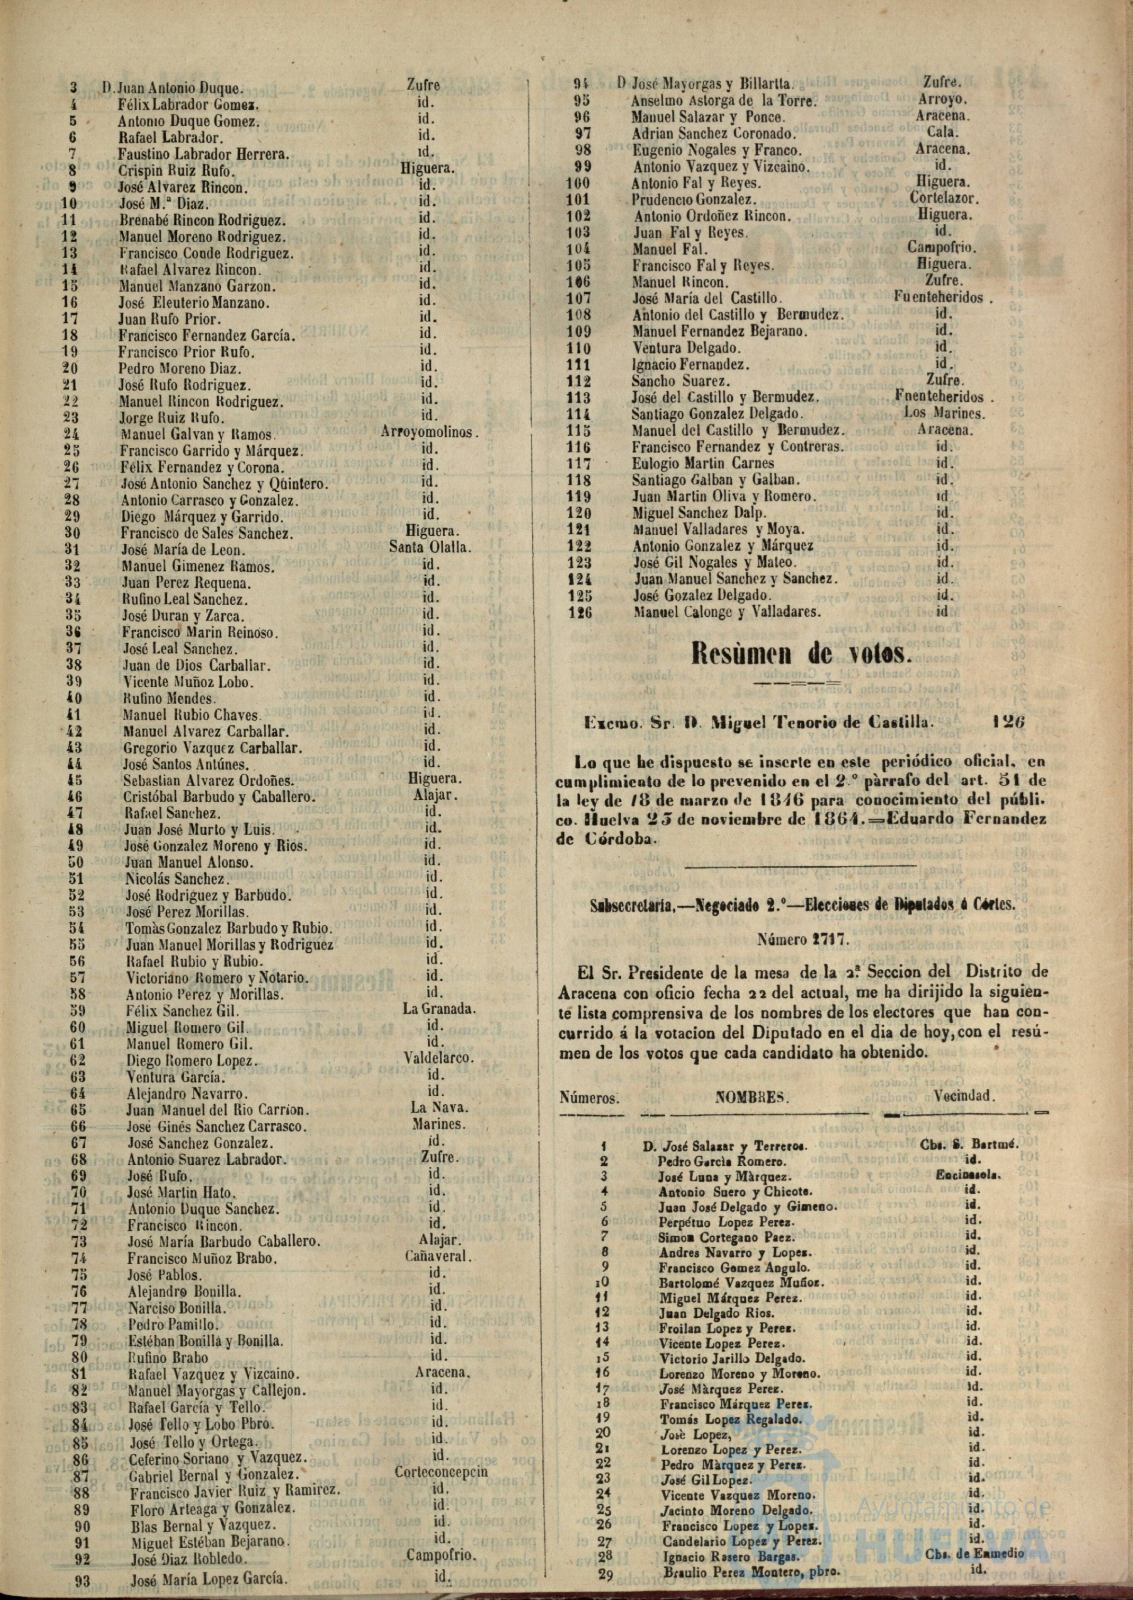 3 D. Juan Antonio Duque. Zufre
4 Félix Labrador Gomez. id.
5 Antonio Duque Gomez. id.
6 Rafael Labrador. id.
7 Faustino Labrador Herrera. id.
8 Crispin Ruiz Rufo. Higuera.
9 José Alvarez Rincon. id.
10 José M.ª Diaz. id.
11 Brenabé Rincon Rodriguez. id.
12 Manuel Moreno Rodriguez. id.
13 Francisco Conde Rodriguez. id.
14 Rafael Alvarez Rincon. id.
15 Manuel Manzano Garzon. id.
16 José Eleuterio Manzano. id.
17 Juan Rufo Prior. id.
18 Francisco Fernandez García. id.
19 Francisco Prior Rufo. id.
20 Pedro Moreno Diaz. id.
21 José Rufo Rodriguez. id.
22 Manuel Rincon Rodriguez. id.
23 Jorge Ruiz Rufo. id.
24 Manuel Galvan y Ramos. Arroyomolinos.
25 Francisco Garrido y Márquez. id.
26 Félix Fernandez y Corona. id.
27 José Antonio Sanchez y Quintero. id.
28 Antonio Carrasco y Gonzalez. id.
29 Diego Márquez y Garrido. id.
30 Francisco de Sales Sanchez. Higuera.
31 José María de Leon. Santa Olalla.
32 Manuel Gimenez Ramos. id.
33 Juan Perez Requena. id.
34 Rufino Leal Sanchez. id.
35 José Duran y Zarca. id.
36 Francisco Marin Reinoso. id.
37 José Leal Sanchez. id.
38 Juan de Dios Carballar. id.
39 Vicente Muñoz Lobo. id.
40 Rufino Mendes. id.
41 Manuel Rubio Chaves. id.
42 Manuel Alvarez Carballar. id.
43 Gregorio Vazquez Carballar. id.
44 José Santos Antúnes. id.
45 Sebastian Alvarez Ordoñes. Higuera.
46 Cristóbal Barbudo y Caballero. Alajar.
47 Rafael Sanchez. id.
48 Juan José Murto y Luis. id.
49 José Gonzalez Moreno y Rios. id.
50 Juan Manuel Alonso. id.
51 Nicolás Sanchez. id.
52 José Rodriguez y Barbudo. id.
53 José Perez Morillas. id.
54 Tomàs Gonzalez Barbudo y Rubio. id.
55 Juan Manuel Morillas y Rodriguez id.
56 Rafael Rubio y Rubio. id.
57 Victoriano Romero y Notario. id.
58 Antonio Perez y Morillas. id.
59 Félix Sanchez Gil. La Granada.
60 Miguel Romero Gil. id.
61 Manuel Romero Gil. id.
62 Diego Romero Lopez. Valdelarco.
63 Ventura García. id.
64 Alejandro Navarro. id.
65 Juan Manuel del Rio Carrion. La Nava.
66 José Ginés Sanchez Carrasco. Marines.
67 José Sanchez Gonzalez. id.
68 Antonio Suarez Labrador. Zufre.
69 José Rufo. id.
70 José Martin Hato. id.
71 Antonio Duque Sanchez. id.
72 Francisco Rincon. id.
73 José María Barbudo Caballero. Alajar.
74 Francisco Muñoz Brabo. Cañaveral.
75 José Pablos. id.
76 Alejandro Bonilla. id.
77 Narciso Bonilla. id.
78 Pedro Pamillo. id.
79 Estéban Bonilla y Bonilla. id.
80 Rufino Brabo id.
81 Rafael Vazquez y Vizcaino. Aracena.
82 Manuel Mayorgas y Callejon. id.
83 Rafael García y Tello. id.
84 José Tello y Lobo Pbro. id.
85 José Tello y Ortega. id.
86 Ceferino Soriano y Vazquez. id.
87 Gabriel Bernal y Gonzalez. Corteconcepcin
88 Francisco Javier Ruiz y Ramirez. id.
89 Floro Arteaga y Gonzalez. id.
90 Blas Bernal y Vazquez. id.
91 Miguel Estéban Bejarano. id.
92 José Diaz Robledo. Campofrio.
93 José María Lopez García. id.
94 D José Mayorgas y Billartta. Zufre.
95 Anselmo Astorga de la Torre. Arroyo.
96 Manuel Salazar y Ponce. Aracena.
97 Adrian Sanchez Coronado. Cala.
98 Eugenio Nogales y Franco. Aracena.
99 Antonio Vazquez y Vizcaino. id.
100 Antonio Fal y Reyes. Higuera.
101 Prudencio Gonzalez. Cortelazor.
102 Antonio Ordoñez Rincon. Higuera.
103 Juan Fal y Reyes. id.
104 Manuel Fal. Campofrio.
105 Francisco Fal y Reyes. Higuera.
106 Manuel Rincon. Zufre.
107 José María del Castillo. Fuenteheridos.
108 Antonio del Castillo y Bermudez. id.
109 Manuel Fernandez Bejarano. id.
110 Ventura Delgado. id.
111 Ignacio Fernandez. id.
112 Sancho Suarez. Zufre.
113 José del Castillo y Bermudez. Fnenteheridos.
114 Santiago Gonzalez Delgado. Los Marines.
115 Manuel del Castillo y Bermudez. Aracena.
116 Francisco Fernandez y Contreras. id.
117 Eulogio Martin Carnes id.
118 Santiago Galban y Galban. id.
119 Juan Martin Oliva y Romero. id
120 Miguel Sanchez Dalp. id.
121 Manuel Valladares y Moya. id.
122 Antonio Gonzalez y Márquez id.
123 José Gil Nogales y Mateo. id.
124 Juan Manuel Sanchez y Sanchez. id.
125 José Gozalez Delgado. id.
126 Manuel Calonge y Valladares. id
Resùmen de votos.
Excmo. Sr. D. Miguel Tenorio de Castilla. 126
Lo que he dispuesto se inserte en este periódico oficial, en
cumplimiento de lo prevenido en el 2.º pàrrafo del art. 51 de
la ley de 18 de marzo de 1846 para conocimiento del públi-
co. Huelva 25 de noviembre de 1864.=Eduardo Fernandez
de Córdoba.
Subsecretaria.—Negociado 2.º—Elecciones de Diputados á Córtes.
Número 2717.
El Sr. Presidente de la mesa de la 2.ª Seccion del Distrito de
Aracena con oficio fecha 22 del actual, me ha dirijido la siguien-
te lista comprensiva de los nombres de los electores que han con-
currido á la votacion del Diputado en el dia de hoy, con el resú-
men de los votos que cada candidato ha obtenido.
Números. NOMBRES. Vecindad.
1 D. José Salazar y Terreros. Cbs. S. Bartmé.
2 Pedro Garcìa Romero. id.
3 José Luna y Màrquez. Encinasola.
4 Antonio Suero y Chicote. id.
5 Juan José Delgado y Gimeno. id.
6 Perpétuo Lopez Perez. id.
7 Simon Cortegano Paez. id.
8 Andres Navarro y Lopez. id.
9 Francisco Gomez Angulo. id.
10 Bartolomé Vazquez Muñoz. id.
11 Miguel Márquez Perez. id.
12 Juan Delgado Rios. id.
13 Froilan Lopez y Perez. id.
14 Vicente Lopez Perez. id.
15 Victorio Jarillo Delgado. id.
16 Lorenzo Moreno y Moreno. id.
17 José Màrquez Perez. id.
18 Francisco Márquez Perez. id.
19 Tomás Lopez Regalado. id.
20 Josè Lopez, id.
21 Lorenzo Lopez y Perez. id.
22 Pedro Màrquez y Perez. id.
23 José Gil Lopez. id.
24 Vicente Vazquez Moreno. id.
25 Jacinto Moreno Delgado. id.
26 Francisco Lopez y Lopez. id.
27 Candelario Lopez y Perez. id.
28 Ignacio Rasero Bargas. Cbs. de Enmedio
29 Braulio Perez Montero, pbro. id.
Ayuntamiento de
HUELVA